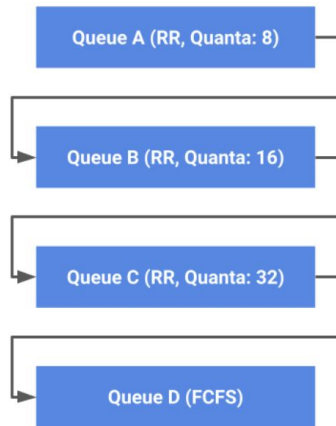 Queue A (RR, Quanta: 8)
Queue B (RR, Quanta: 16)
Queue C (RR, Quanta: 32)
Queue D (FCFS)